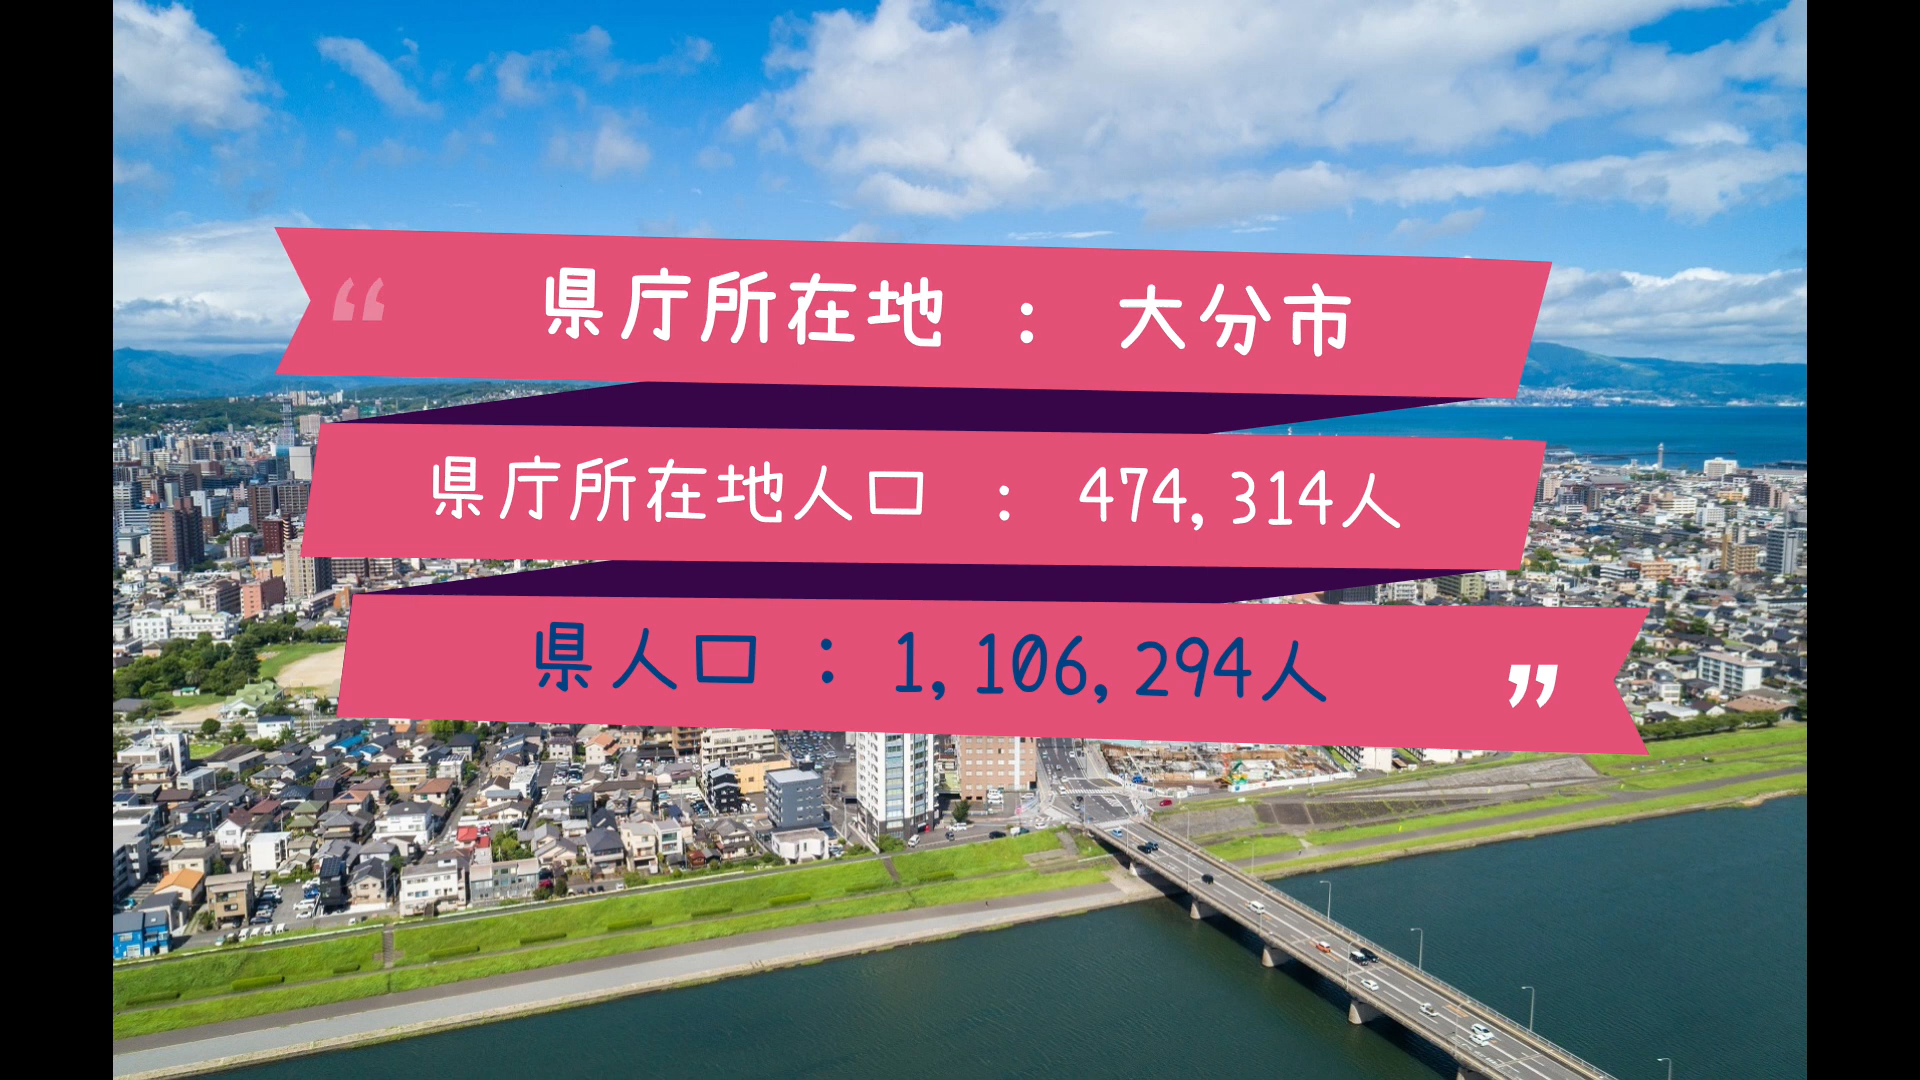 “
県庁所在地 : 大分市
県庁所在地人口 : 474,314人
県人口 : 1,106,294人
”